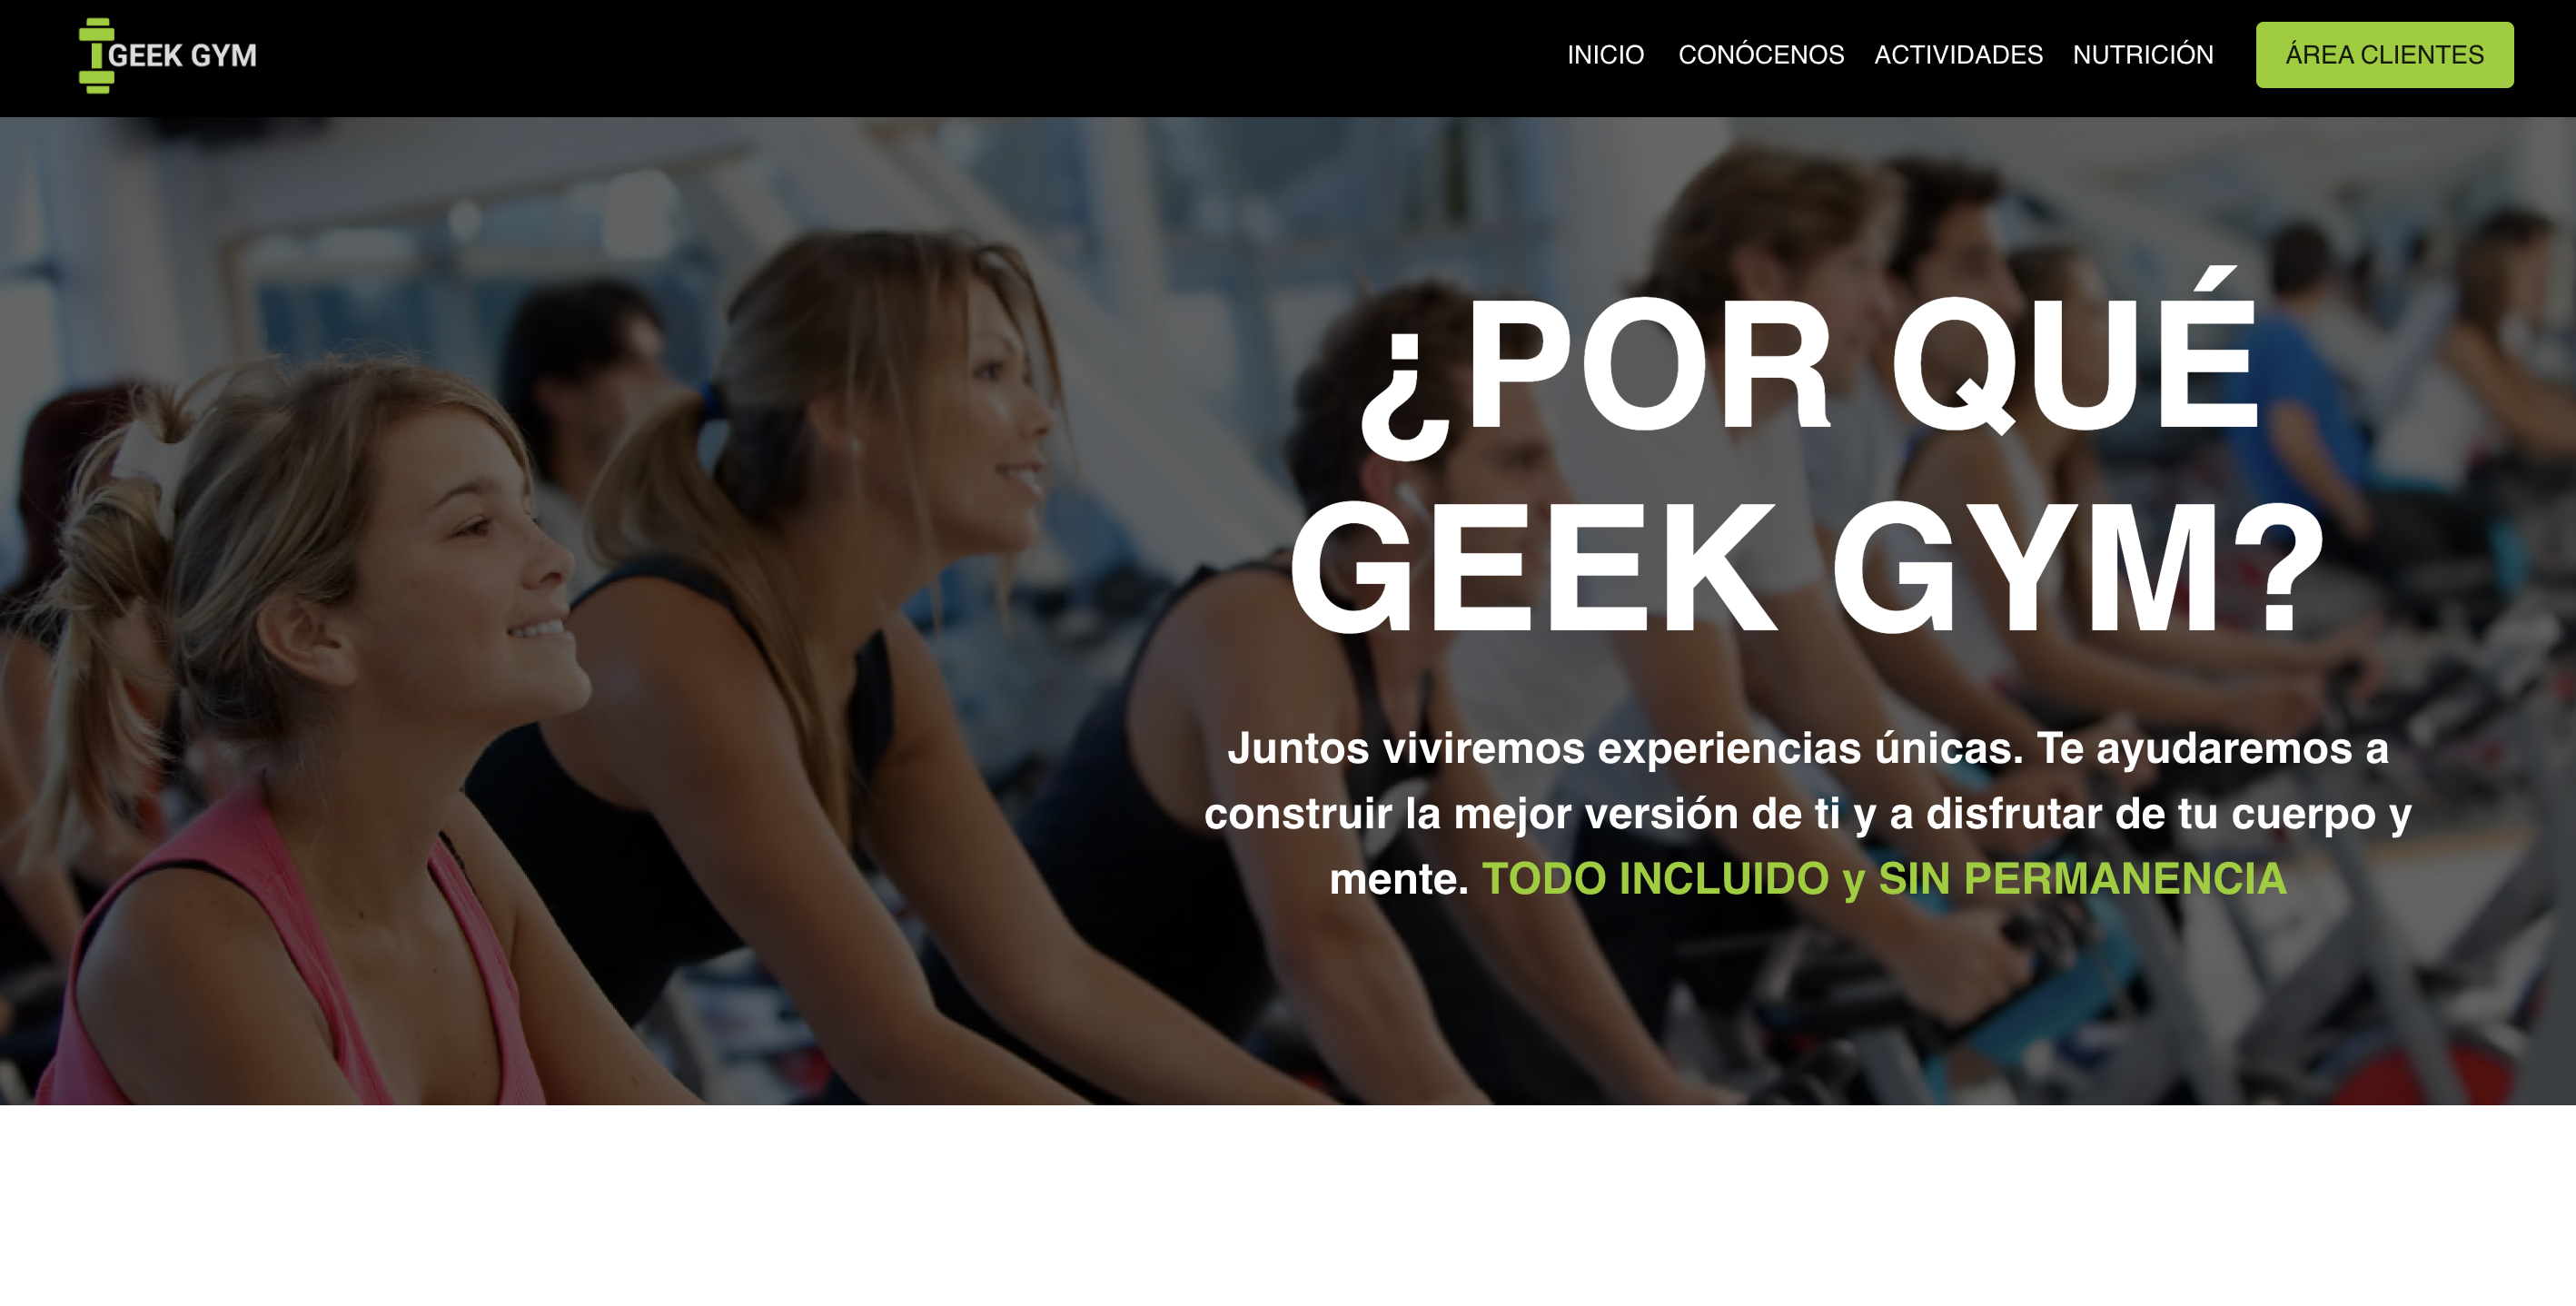 GEEK GYM
INICIO CONÓCENOS ACTIVIDADES NUTRICIÓN ÁREA CLIENTES
¿POR QUÉ
GEEK GYM?
Juntos viviremos experiencias únicas. Te ayudaremos a
construir la mejor versión de ti y a disfrutar de tu cuerpo y
mente. TODO INCLUIDO y SIN PERMANENCIA